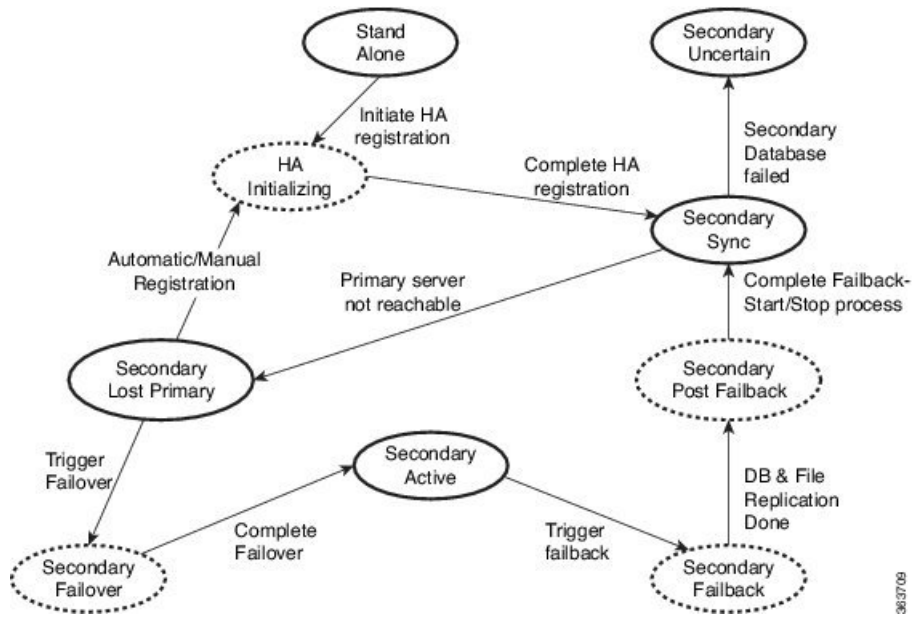 Stand
Alone
Secondary
Uncertain
Initiate HA
registration
Secondary
Database
failed
HA
Initializing
Complete HA
registration
Secondary
Sync
Automatic/Manual
Registration
Primary server
not reachable
Complete Failback-
Start/Stop process
Secondary
Lost Primary
Secondary
Post Failback
Trigger
Failover
Secondary
Active
DB & File
Replication
Done
Complete
Failover
Trigger
failback
Secondary
Failover
Secondary
Failback
363709